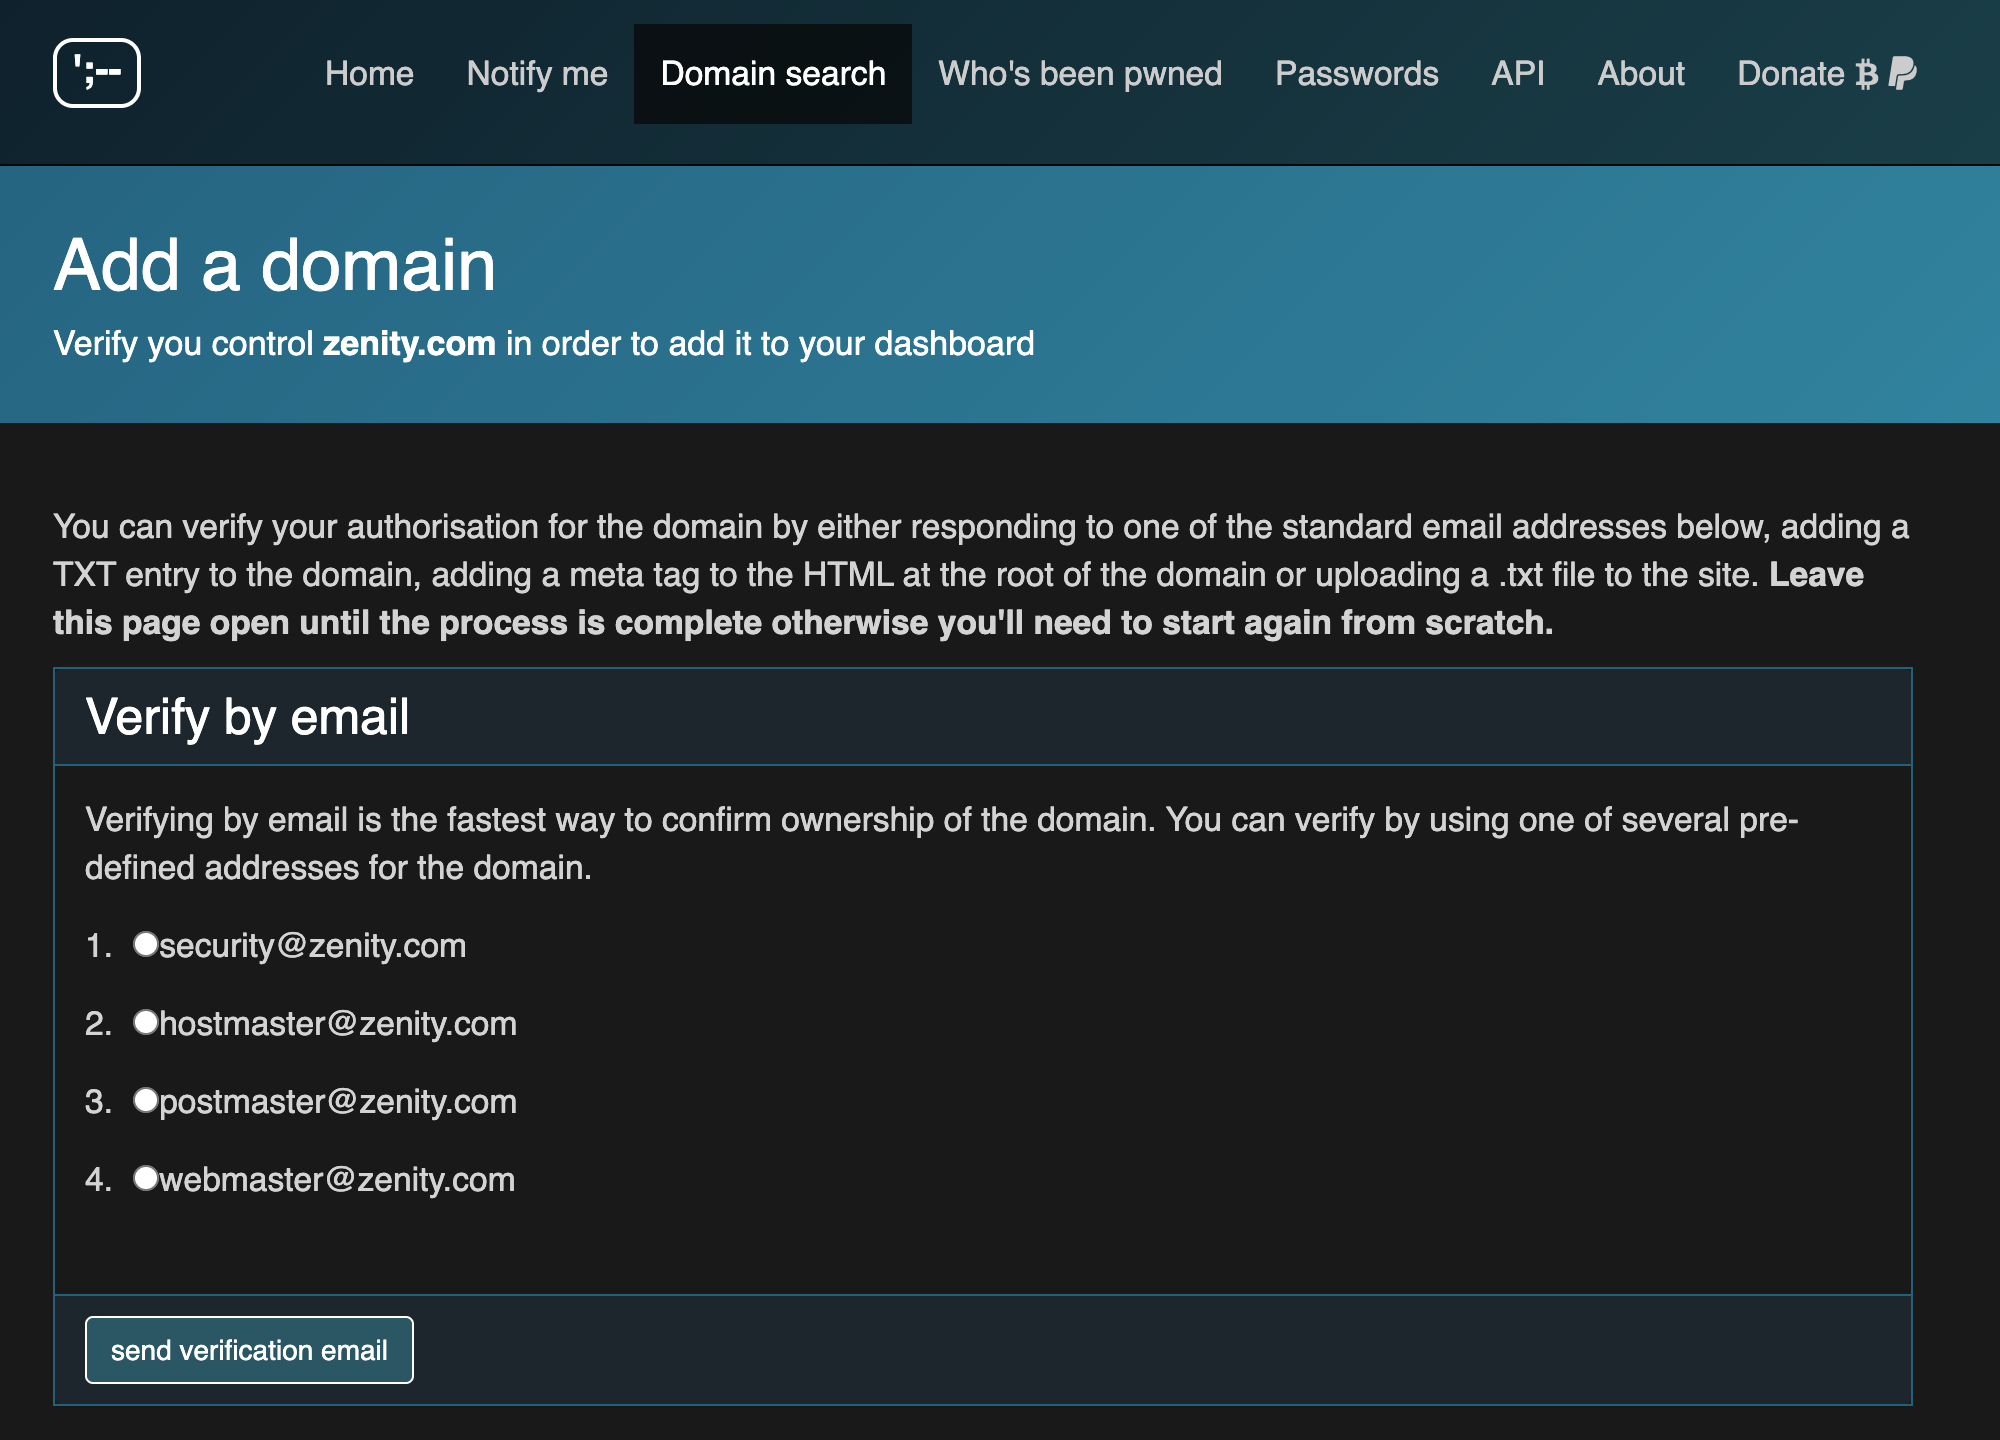 ';--
Home Notify me Domain search Who's been pwned Passwords API About Donate
Add a domain
Verify you control zenity.com in order to add it to your dashboard
You can verify your authorisation for the domain by either responding to one of the standard email addresses below, adding a
TXT entry to the domain, adding a meta tag to the HTML at the root of the domain or uploading a .txt file to the site. Leave
this page open until the process is complete otherwise you'll need to start again from scratch.
Verify by email
Verifying by email is the fastest way to confirm ownership of the domain. You can verify by using one of several pre-
defined addresses for the domain.
1. security@zenity.com
2. hostmaster@zenity.com
3. postmaster@zenity.com
4. webmaster@zenity.com
send verification email